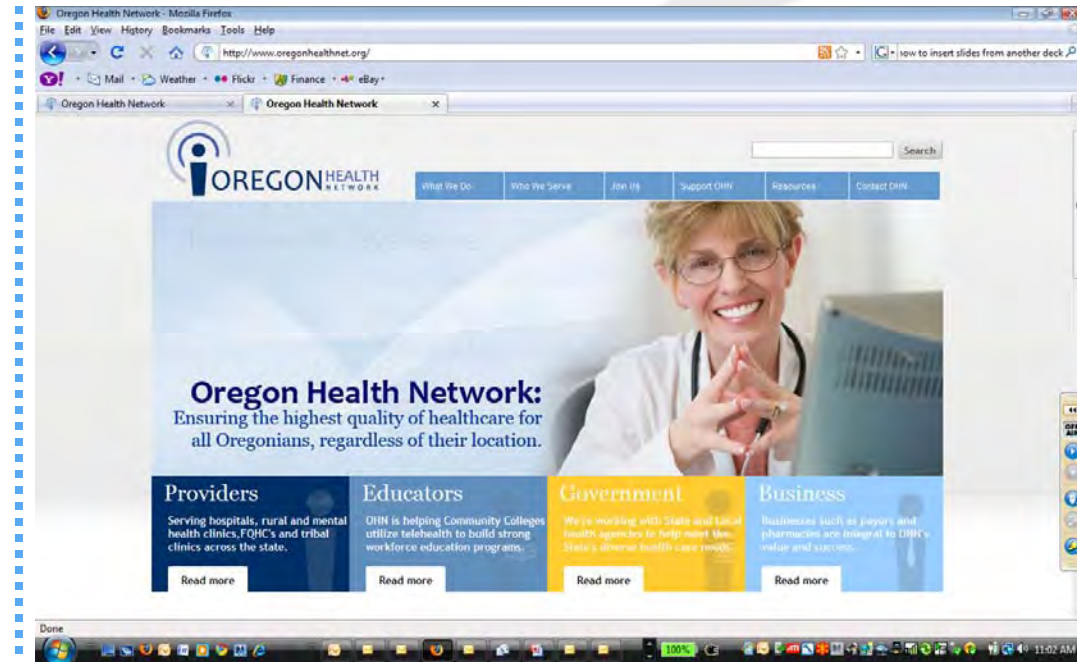 Oregon Health Network - Mozilla Firefox
File Edit View History Bookmarks Tools Help
http://www.oregonhealthnet.org/
G how to insert slides from another deck
Y! Mail Weather Flickr Finance eBay
Oregon Health Network Oregon Health Network
Search
OREGON HEALTH
NETWORK
What We Do Who We Serve Join Us Support OHN Resources Contact OHN
Oregon Health Network:
Ensuring the highest quality of healthcare for
all Oregonians, regardless of their location.
Providers
Serving hospitals, rural and mental
health clinics,FQHC's and tribal
clinics across the state.
Read more
Educators
OHN is helping Community Colleges
utilize telehealth to build strong
workforce education programs.
Read more
Government
We're working with State and Local
health agencies to help meet the
State's diverse health care needs.
Read more
Business
Businesses such as payors and
pharmacies are integral to OHN's
value and success.
Read more
Done
100%
11:02 AM